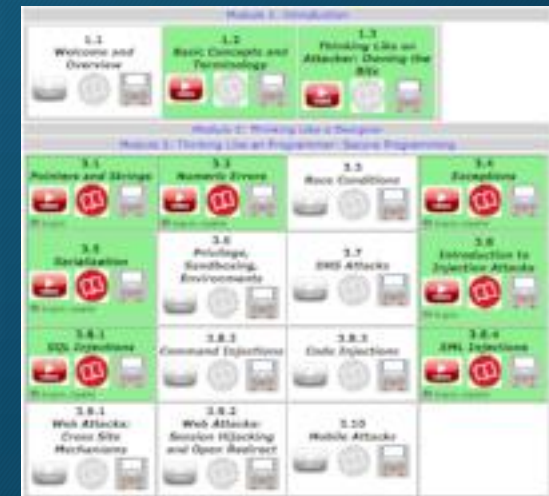 Module 1: Introduction
1.1
Welcome and
Overview
1.2
Basic Concepts and
Terminology
1.3
Thinking Like an
Attacker: Owning the
Bits
Module 2: Thinking Like a Designer
Module 3: Thinking Like an Programmer: Secure Programming
3.1
Pointers and Strings
3.2
Numeric Errors
3.3
Race Conditions
3.4
Exceptions
3.5
Serialization
3.6
Privilege,
Sandboxing,
Environments
3.7
3.8
Introduction to
Injection Attacks
3.8.1
SQL Injections
3.8.2
Command Injections
3.8.3
Code Injections
3.8.4
XML Injections
3.9.1
Web Attacks:
Cross Site
Mechanisms
3.9.2
Web Attacks:
Session Hijacking
and Open Redirect
3.10
Mobile Attacks